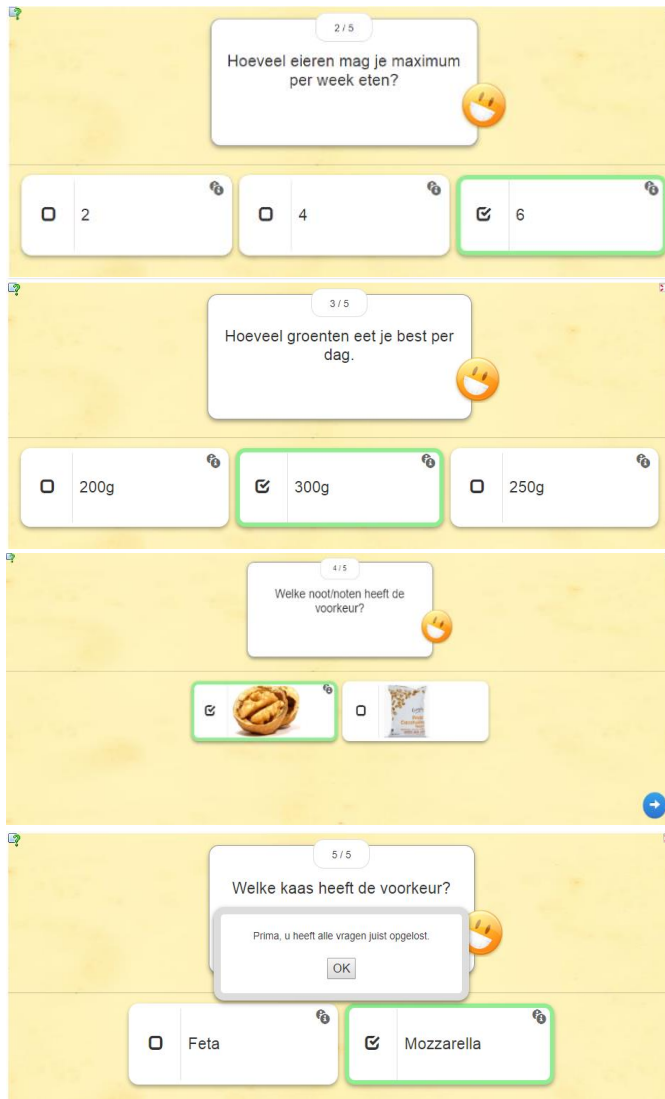 2 / 5
Hoeveel eieren mag je maximum
per week eten?
2
4
6
3 / 5
Hoeveel groenten eet je best per
dag.
200g
300g
250g
4 / 5
Welke noot/noten heeft de
voorkeur?
5 / 5
Welke kaas heeft de voorkeur?
Prima, u heeft alle vragen juist opgelost.
OK
Feta
Mozzarella